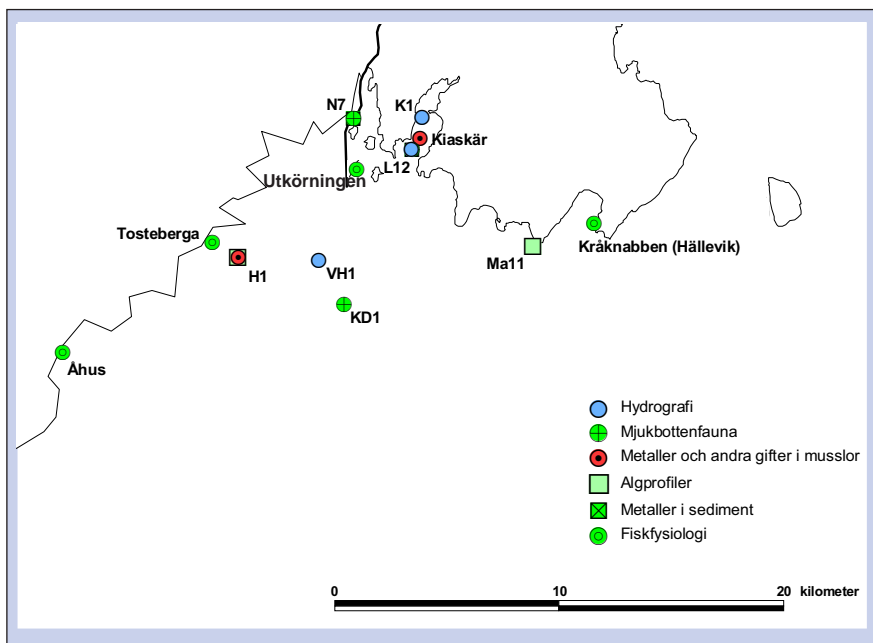 N7
K1
Kiaskär
L12
Utkörningen
Tosteberga
Kråknabben (Hällevik)
Ma11
H1
VH1
KD1
Åhus
Hydrografi
Mjukbottenfauna
Metaller och andra gifter i musslor
Algprofiler
Metaller i sediment
Fiskfysiologi
0 10 20 kilometer